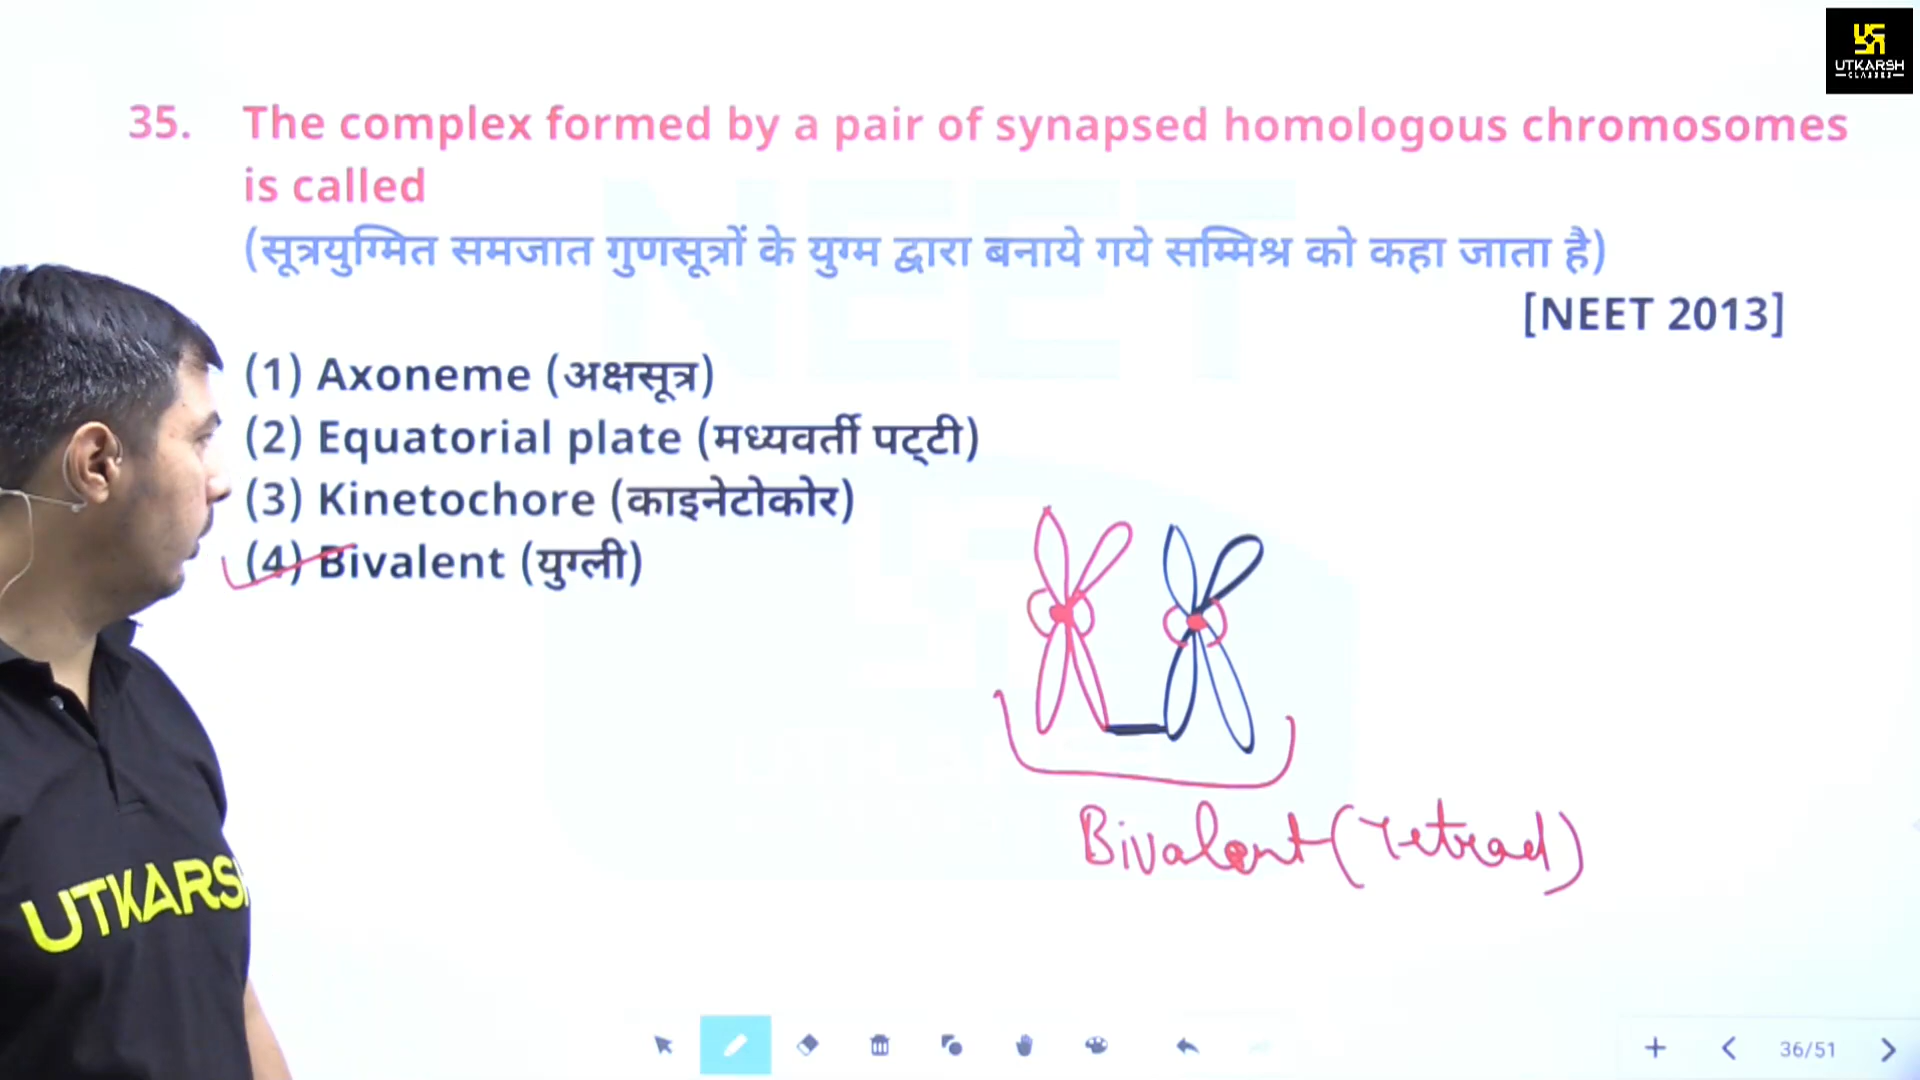 UTKARSH
CLASSES
35. The complex formed by a pair of synapsed homologous chromosomes
is called
(सूत्रयुग्मित समजात गुणसूत्रों के युग्म द्वारा बनाये गये सम्मिश्र को कहा जाता है)
[NEET 2013]
(1) Axoneme (अक्षसूत्र)
(2) Equatorial plate (मध्यवर्ती पट्टी)
(3) Kinetochore (काइनेटोकोर)
(4) Bivalent (युग्ली)
Bivalent (Tetrad)
UTKARSH
NEET
36/51